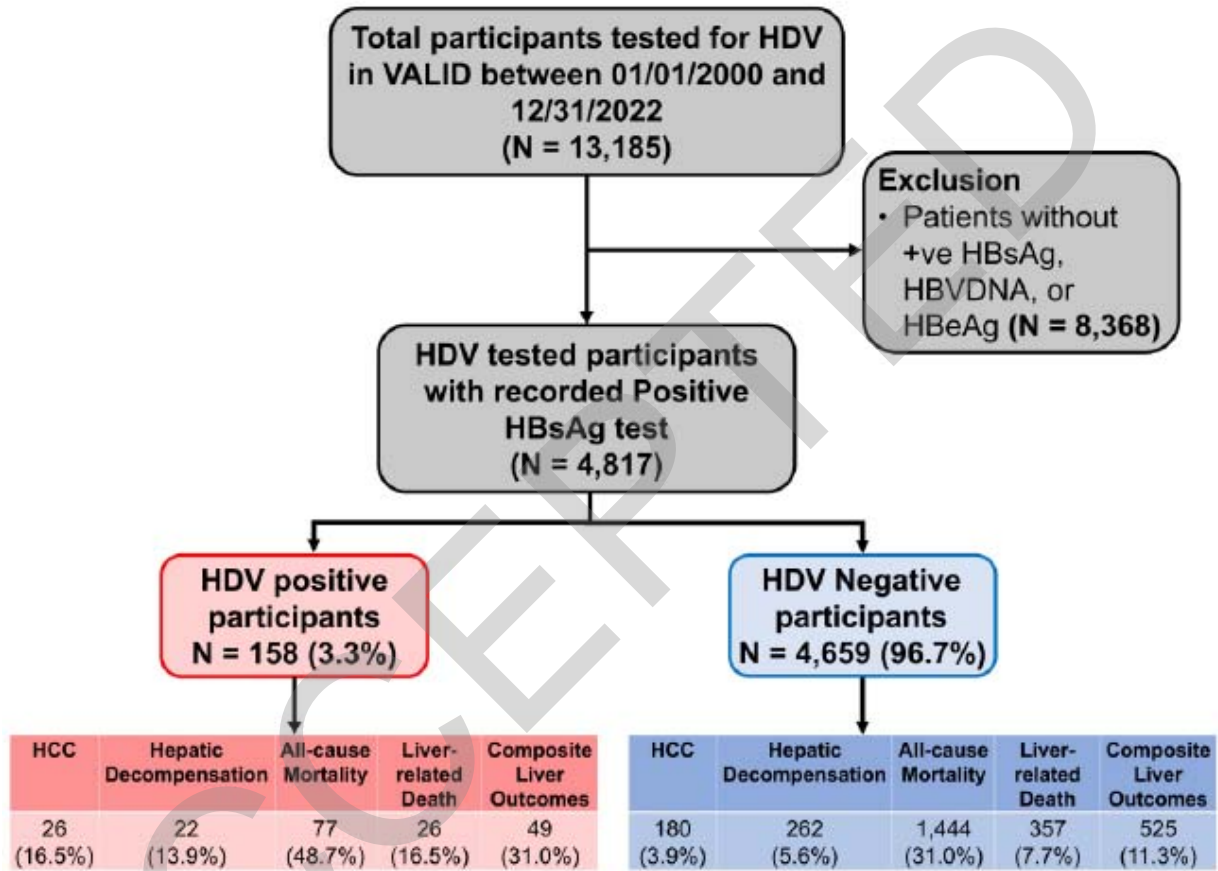 Total participants tested for HDV
in VALID between 01/01/2000 and
12/31/2022
(N = 13,185)
Exclusion
• Patients without
+ve HBsAg,
HBVDNA, or
HBeAg (N = 8,368)
HDV tested participants
with recorded Positive
HBsAg test
(N = 4,817)
HDV positive
participants
N = 158 (3.3%)
HDV Negative
participants
N = 4,659 (96.7%)
HCC Hepatic All-cause Liver- Composite
Decompensation Mortality related Liver
Death Outcomes
26 22 77 26 49
(16.5%) (13.9%) (48.7%) (16.5%) (31.0%)
HCC Hepatic All-cause Liver- Composite
Decompensation Mortality related Liver
Death Outcomes
180 262 1,444 357 525
(3.9%) (5.6%) (31.0%) (7.7%) (11.3%)
CCEPTED